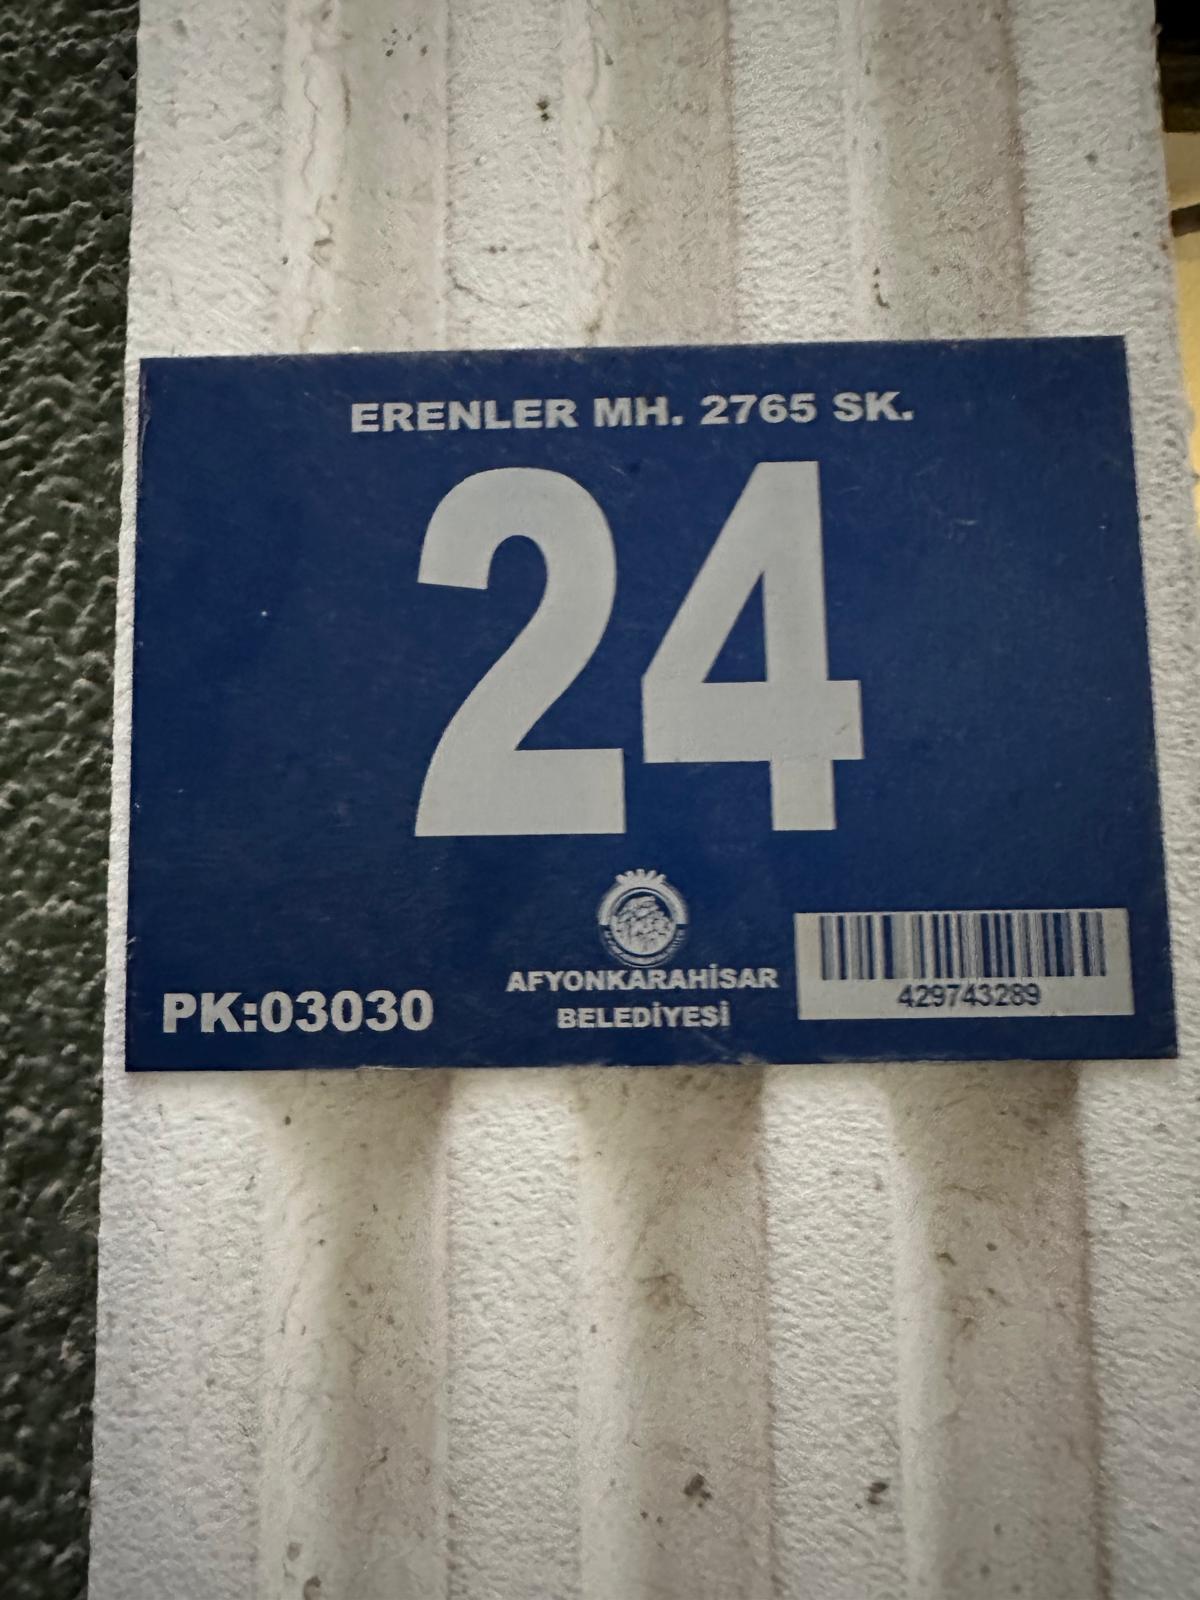 ERENLER MH. 2765 SK.
24
AFYONKARAHİSAR
BELEDİYESİ
PK:03030
429743289